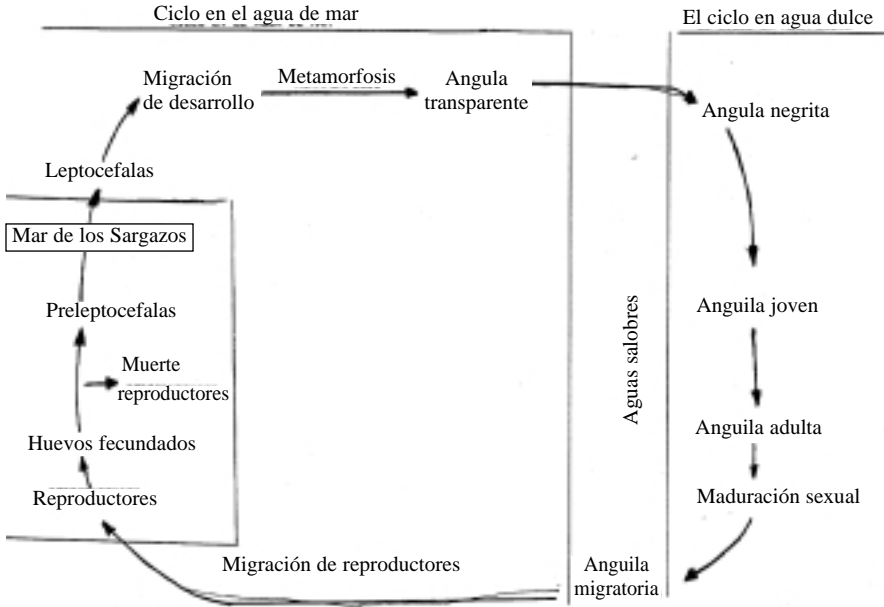 Ciclo en el agua de mar
El ciclo en agua dulce
Migración
de desarrollo
Metamorfosis
Angula
transparente
Angula negrita
Leptocefalas
Mar de los Sargazos
Preleptocefalas
Anguila joven
Aguas salobres
Muerte
reproductores
Huevos fecundados
Anguila adulta
Reproductores
Maduración sexual
Migración de reproductores
Anguila
migratoria